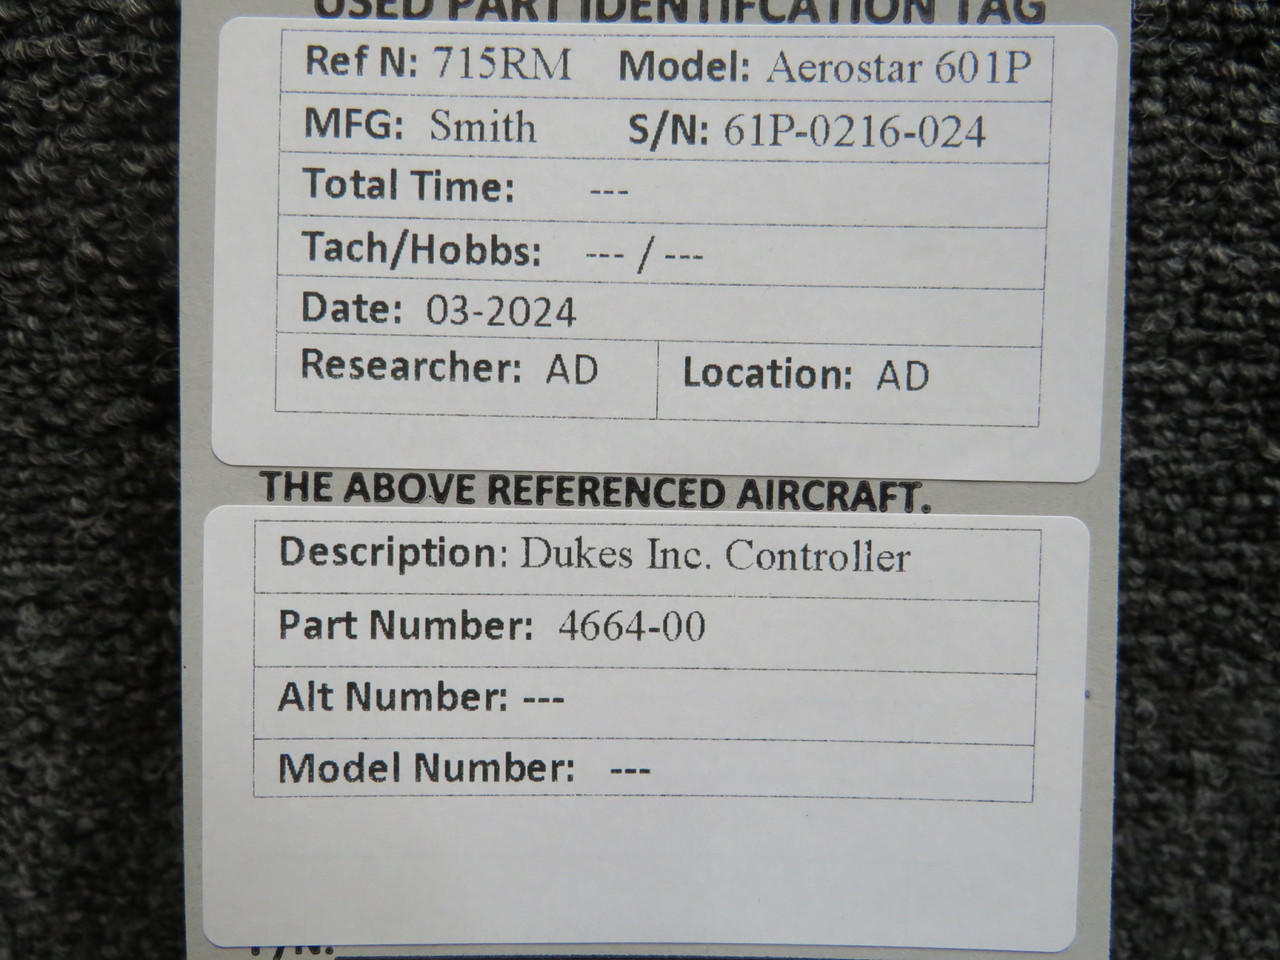 USED PART IDENTIFCATION TAG
Ref N: 715RM Model: Aerostar 601P
MFG: Smith S/N: 61P-0216-024
Total Time: ---
Tach/Hobbs: --- / ---
Date: 03-2024
Researcher: AD Location: AD
THE ABOVE REFERENCED AIRCRAFT.
Description: Dukes Inc. Controller
Part Number: 4664-00
Alt Number: ---
Model Number: ---